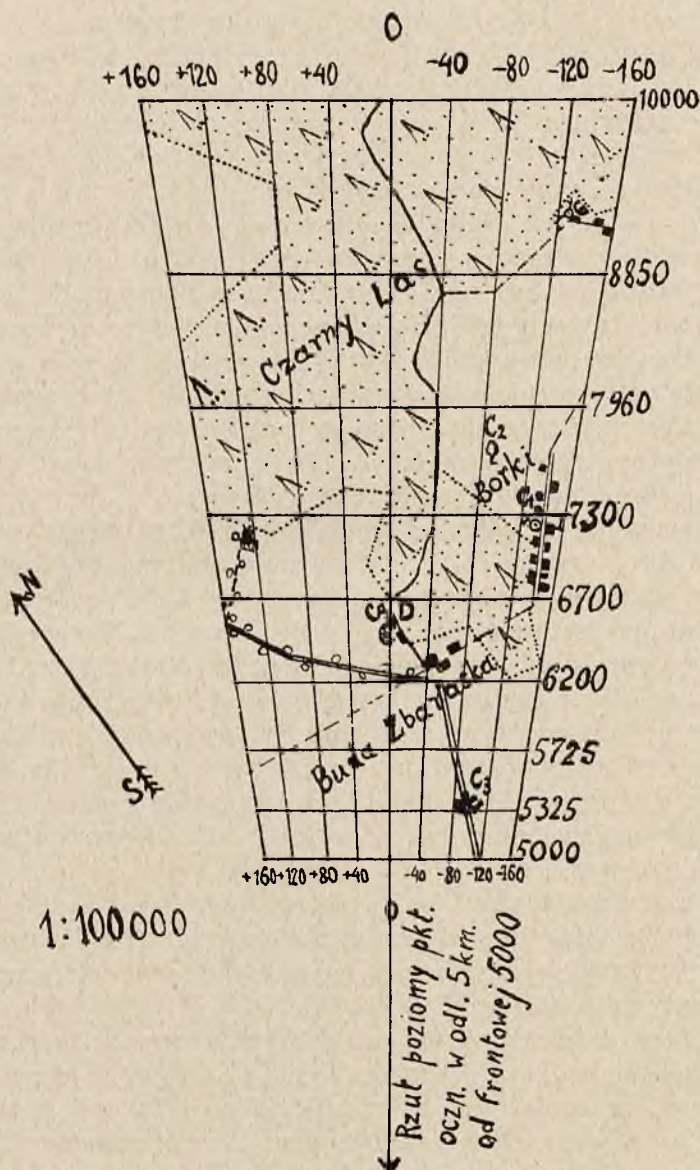 0
+160 +120 +80 +40 -40 -80 -120 -160
10000
8850
Czarny Las
7960
C2
Borki
C1
7300
6700
C5 D
N
6200
Buda Zbaraska
5725
S
C3
5325
5000
+160 +120 +80 +40 -40 -80 -120 -160
0
1:100000
Rzut poziomy pkt.
oczn. w odl. 5 km.
od frontowej 5000